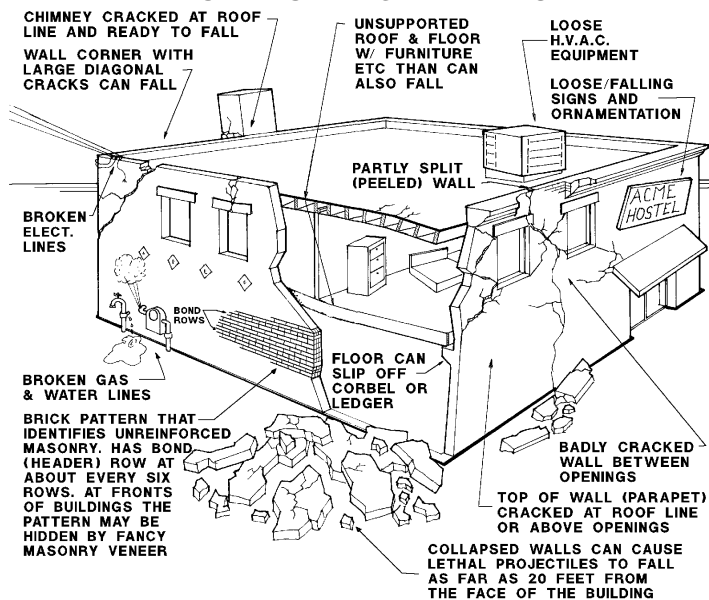 CHIMNEY CRACKED AT ROOF
LINE AND READY TO FALL
WALL CORNER WITH
LARGE DIAGONAL
CRACKS CAN FALL
UNSUPPORTED
ROOF & FLOOR
W/ FURNITURE
ETC THAN CAN
ALSO FALL
LOOSE
H.V.A.C.
EQUIPMENT
LOOSE/FALLING
SIGNS AND
ORNAMENTATION
PARTLY SPLIT
(PEELED) WALL
ACME
HOSTEL
BROKEN
ELECT.
LINES
BOND
ROWS
FLOOR CAN
SLIP OFF
CORBEL OR
LEDGER
BROKEN GAS
& WATER LINES
BRICK PATTERN THAT
IDENTIFIES UNREINFORCED
MASONRY. HAS BOND
(HEADER) ROW AT
ABOUT EVERY SIX
ROWS. AT FRONTS
OF BUILDINGS THE
PATTERN MAY BE
HIDDEN BY FANCY
MASONRY VENEER
BADLY CRACKED
WALL BETWEEN
OPENINGS
TOP OF WALL (PARAPET)
CRACKED AT ROOF LINE
OR ABOVE OPENINGS
COLLAPSED WALLS CAN CAUSE
LETHAL PROJECTILES TO FALL
AS FAR AS 20 FEET FROM
THE FACE OF THE BUILDING